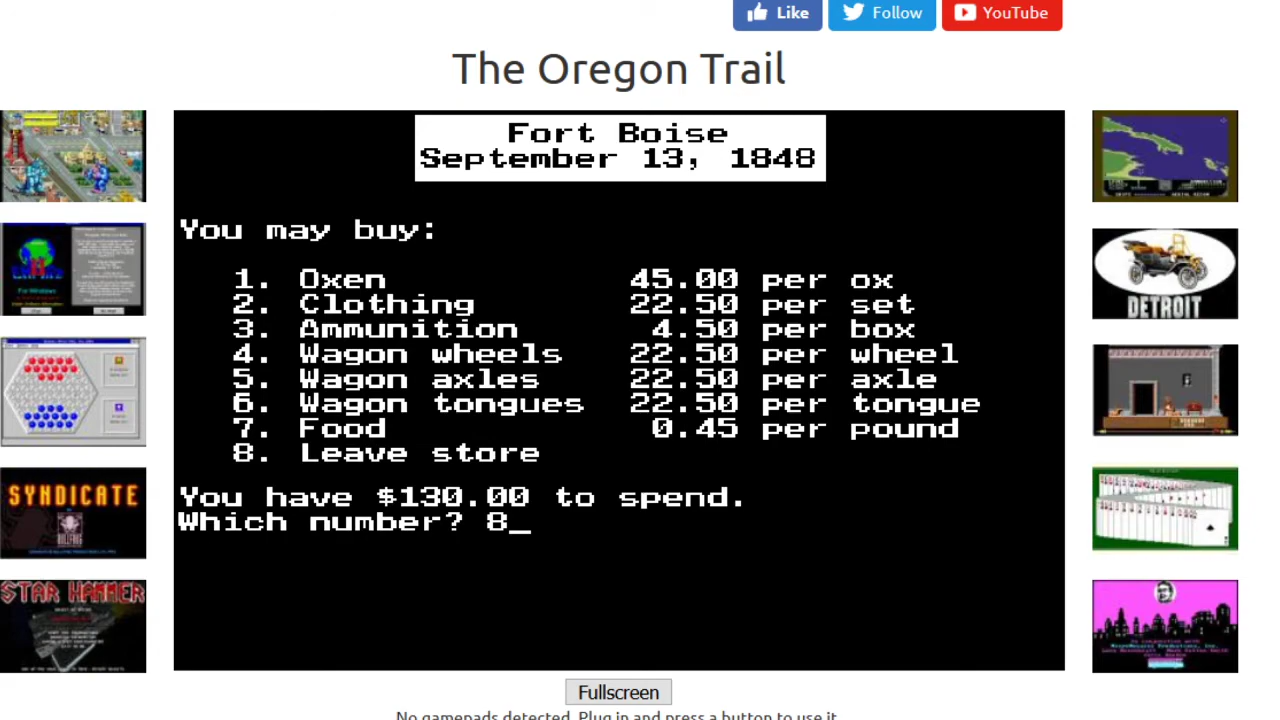 Like Follow YouTube
The Oregon Trail
Fort Boise
September 13, 1848
You may buy:
1. Oxen 45.00 per ox
2. Clothing 22.50 per set
3. Ammunition 4.50 per box
4. Wagon wheels 22.50 per wheel
5. Wagon axles 22.50 per axle
6. Wagon tongues 22.50 per tongue
7. Food 0.45 per pound
8. Leave store
You have $130.00 to spend.
Which number? 8_
DETROIT
SYNDICATE
STAR HAMMER
Fullscreen
No gamepads detected. Plug in and press a button to use it.